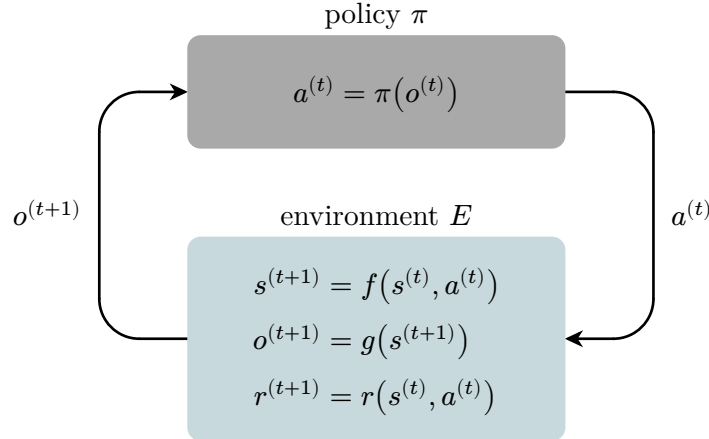 policy π
a^{(t)} = π(o^{(t)})
o^{(t+1)}
a^{(t)}
environment E
s^{(t+1)} = f(s^{(t)}, a^{(t)})
o^{(t+1)} = g(s^{(t+1)})
r^{(t+1)} = r(s^{(t)}, a^{(t)})